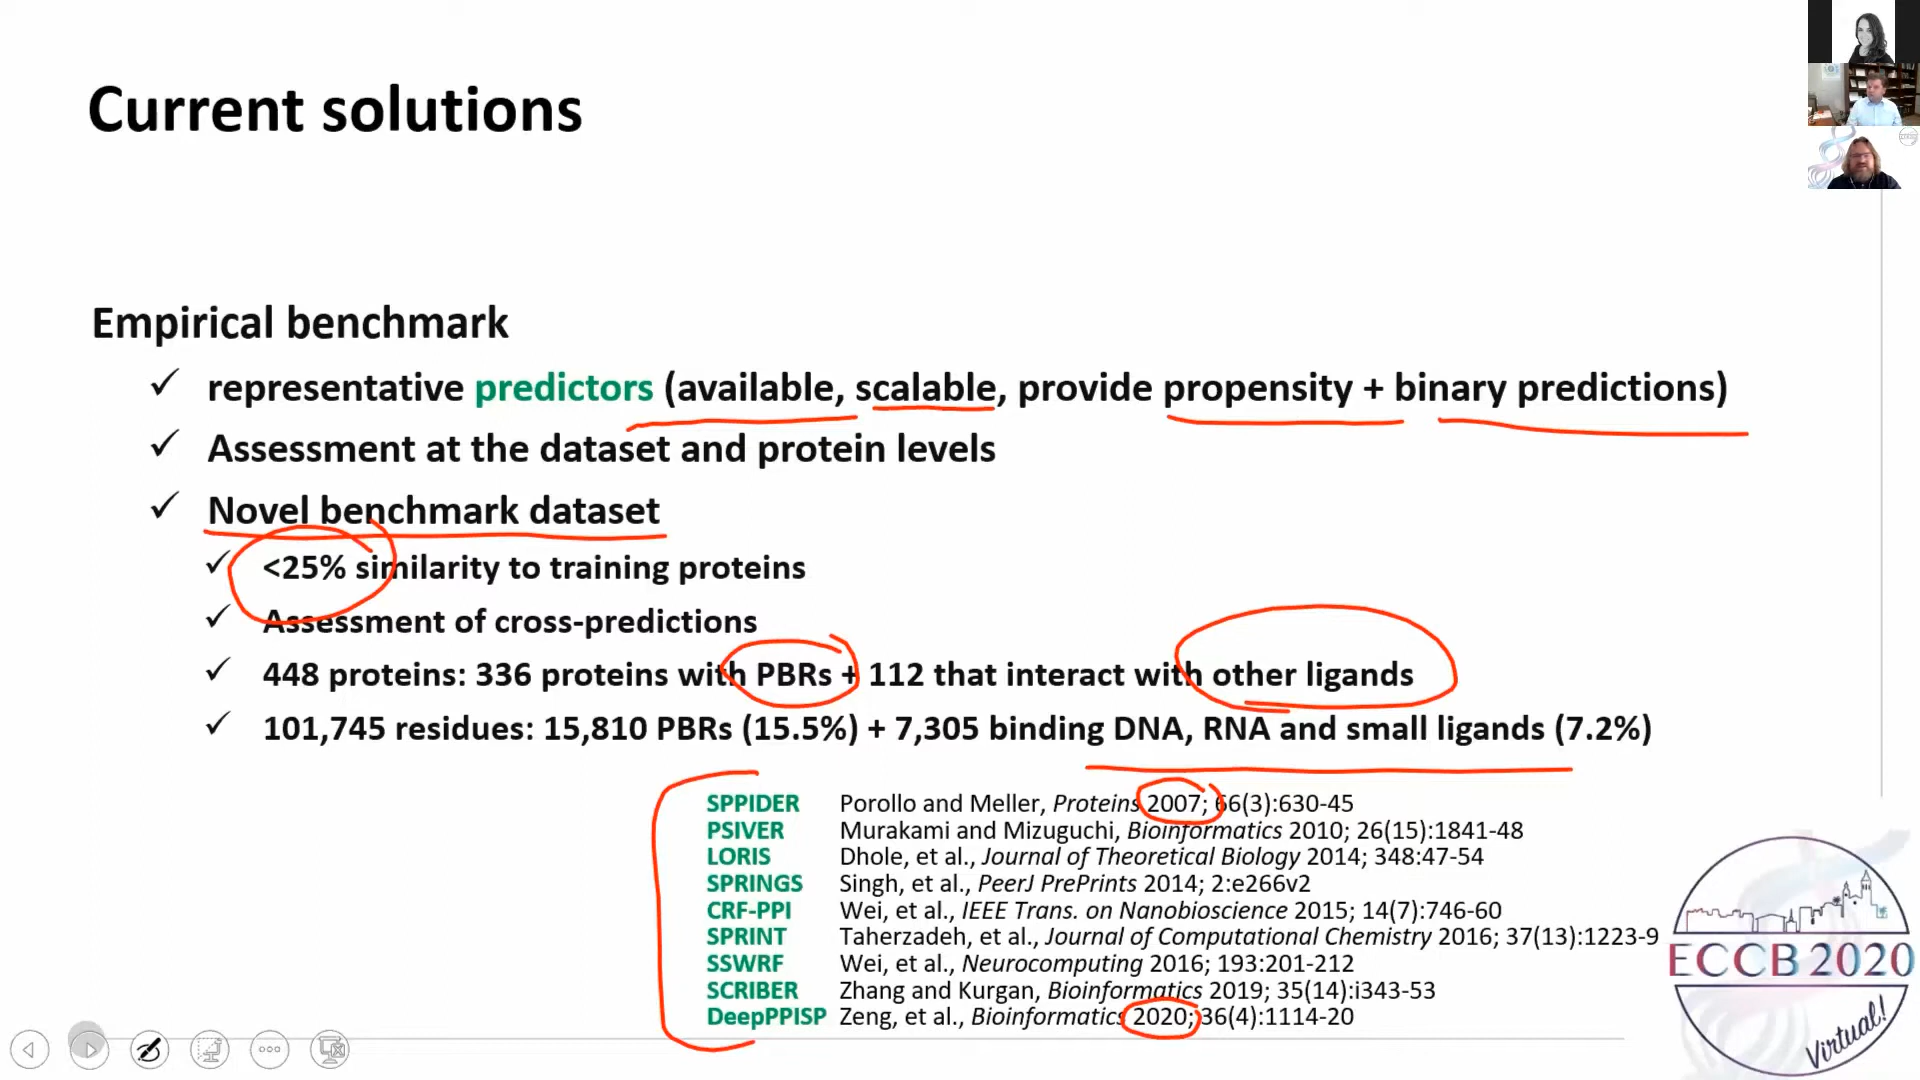 Current solutions
Empirical benchmark
representative predictors (available, scalable, provide propensity + binary predictions)
Assessment at the dataset and protein levels
Novel benchmark dataset
<25% similarity to training proteins
Assessment of cross-predictions
448 proteins: 336 proteins with PBRs + 112 that interact with other ligands
101,745 residues: 15,810 PBRs (15.5%) + 7,305 binding DNA, RNA and small ligands (7.2%)
SPPIDER Porollo and Meller, Proteins 2007; 66(3):630-45
PSIVER Murakami and Mizuguchi, Bioinformatics 2010; 26(15):1841-48
LORIS Dhole, et al., Journal of Theoretical Biology 2014; 348:47-54
SPRINGS Singh, et al., PeerJ PrePrints 2014; 2:e266v2
CRF-PPI Wei, et al., IEEE Trans. on Nanobioscience 2015; 14(7):746-60
SPRINT Taherzadeh, et al., Journal of Computational Chemistry 2016; 37(13):1223-9
SSWRF Wei, et al., Neurocomputing 2016; 193:201-212
SCRIBER Zhang and Kurgan, Bioinformatics 2019; 35(14):i343-53
DeepPPISP Zeng, et al., Bioinformatics 2020; 36(4):1114-20
ECCB 2020
Virtual!